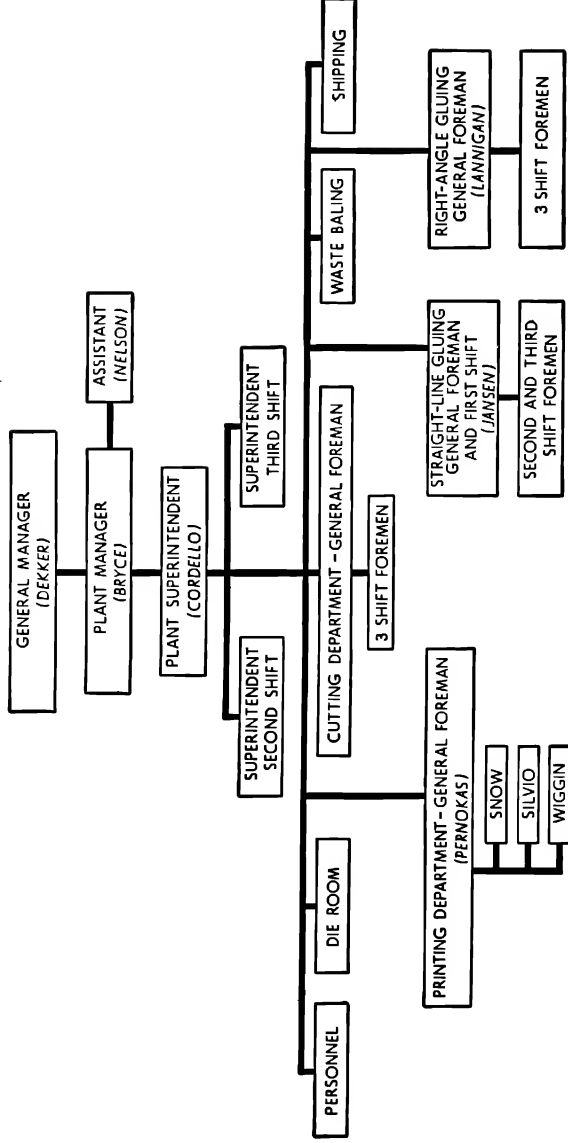 GENERAL MANAGER
(DEKKER)
PLANT MANAGER
(BRYCE)
ASSISTANT
(NELSON)
PLANT SUPERINTENDENT
(CORDELLO)
SUPERINTENDENT
SECOND SHIFT
SUPERINTENDENT
THIRD SHIFT
PERSONNEL
DIE ROOM
CUTTING DEPARTMENT – GENERAL FOREMAN
3 SHIFT FOREMEN
WASTE BALING
SHIPPING
PRINTING DEPARTMENT – GENERAL FOREMAN
(PERNOKAS)
SNOW
SILVIO
WIGGIN
STRAIGHT-LINE GLUING
GENERAL FOREMAN
AND FIRST SHIFT
(JANSEN)
SECOND AND THIRD
SHIFT FOREMEN
RIGHT-ANGLE GLUING
GENERAL FOREMAN
(LANNIGAN)
3 SHIFT FOREMEN